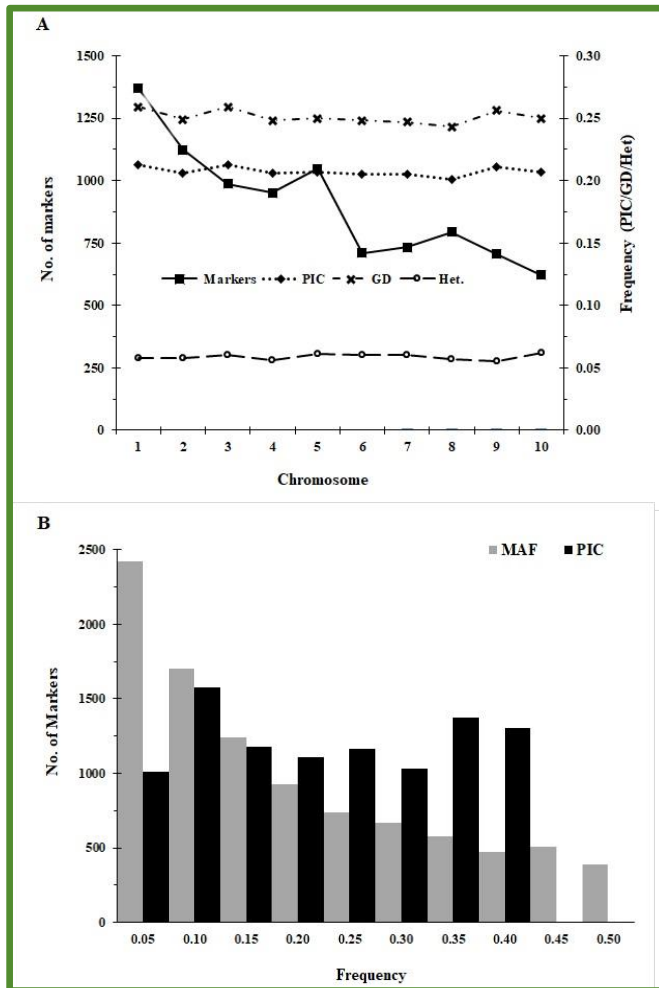 A
1500
1250
1000
750
500
250
0
No. of markers
0.30
0.25
0.20
0.15
0.10
0.05
0.00
Frequency (PIC/GD/Het)
Markers PIC GD Het.
1 2 3 4 5 6 7 8 9 10
Chromosome
B
MAF PIC
2500
2000
1500
1000
500
0
No. of Markers
0.05 0.10 0.15 0.20 0.25 0.30 0.35 0.40 0.45 0.50
Frequency